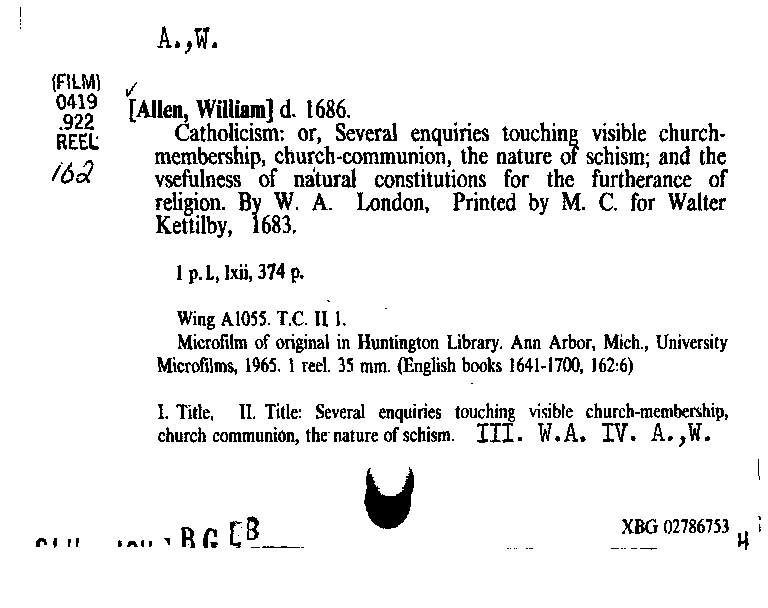 A.,W.
(FILM)
0419
.922
REEL
162
[Allen, William] d. 1686.
Catholicism: or, Several enquiries touching visible church-
membership, church-communion, the nature of schism; and the
vsefulness of natural constitutions for the furtherance of
religion. By W. A. London, Printed by M. C. for Walter
Kettilby, 1683.
1 p.l., lxii, 374 p.
Wing A1055. T.C. II 1.
Microfilm of original in Huntington Library. Ann Arbor, Mich., University
Microfilms, 1965. 1 reel. 35 mm. (English books 1641-1700, 162:6)
I. Title. II. Title: Several enquiries touching visible church-membership,
church communion, the nature of schism. III. W.A. IV. A.,W.
XBG 02786753
BG EB
H